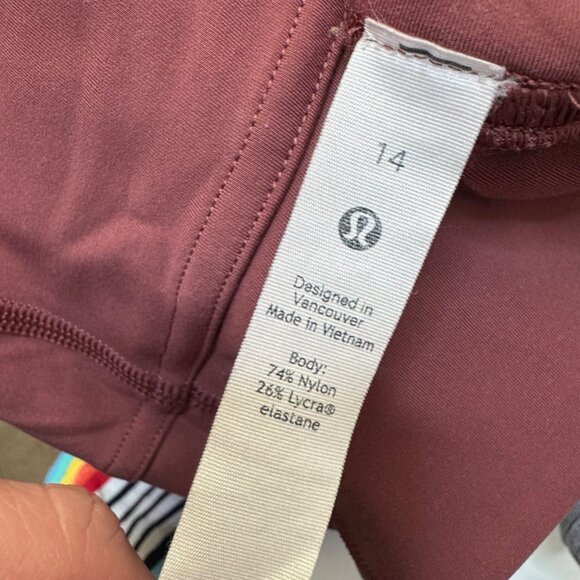 14
Designed in
Vancouver
Made in Vietnam
Body:
74% Nylon
26% Lycra®
elastane